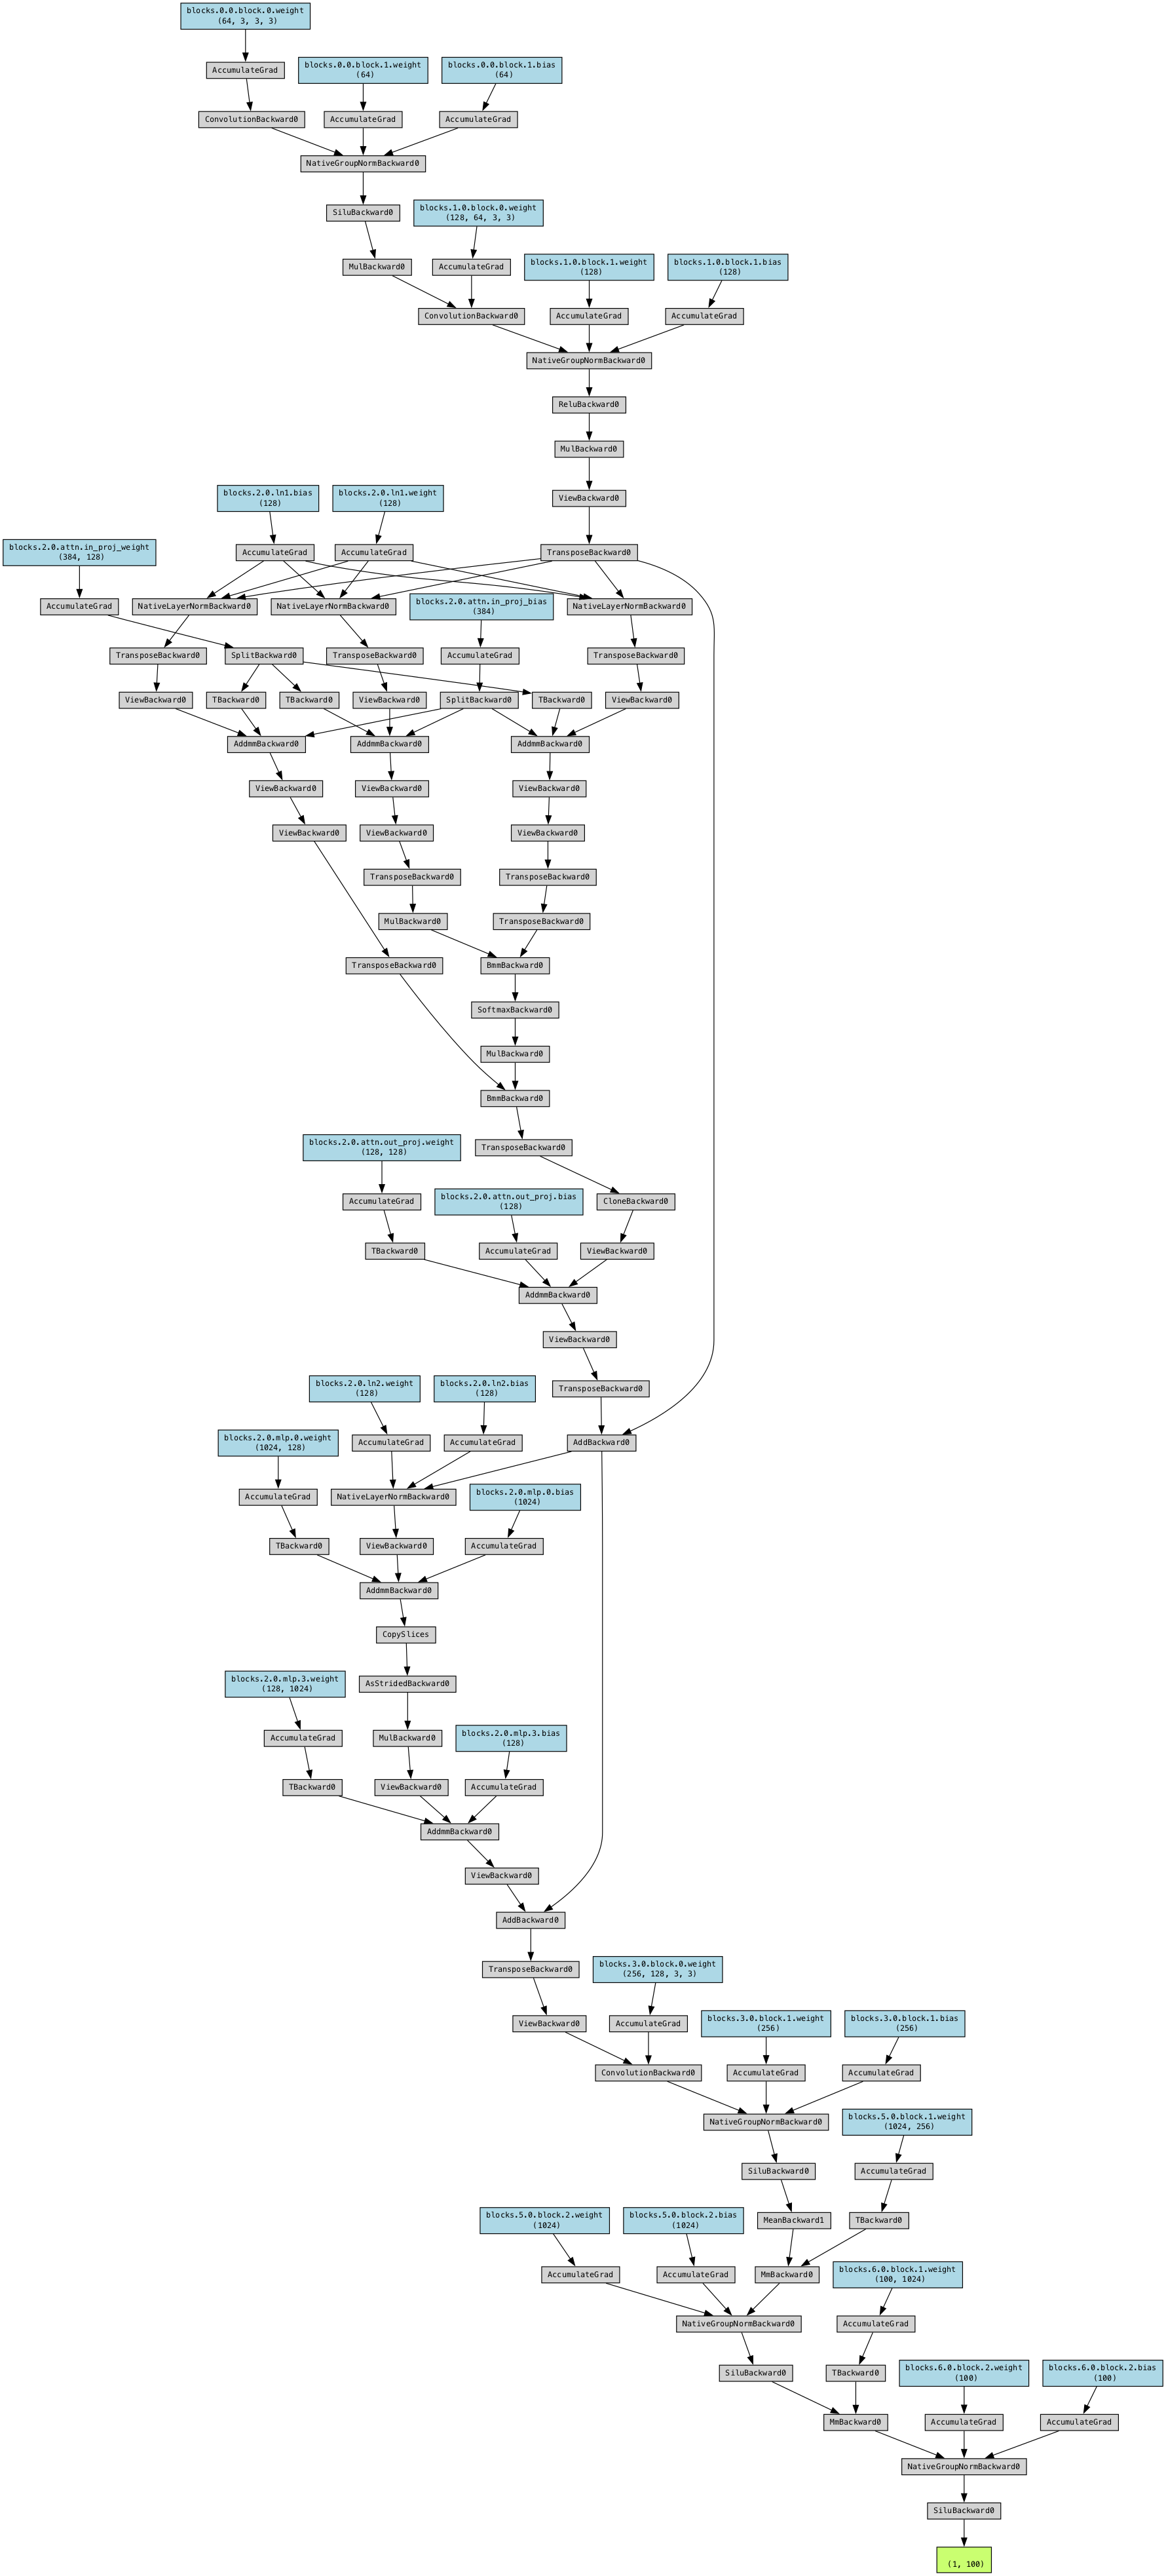 blocks.0.0.block.0.weight
(64, 3, 3, 3)
AccumulateGrad
blocks.0.0.block.1.weight
(64)
blocks.0.0.block.1.bias
(64)
ConvolutionBackward0
AccumulateGrad
AccumulateGrad
NativeGroupNormBackward0
SiluBackward0
blocks.1.0.block.0.weight
(128, 64, 3, 3)
MulBackward0
AccumulateGrad
blocks.1.0.block.1.weight
(128)
blocks.1.0.block.1.bias
(128)
ConvolutionBackward0
AccumulateGrad
AccumulateGrad
NativeGroupNormBackward0
ReluBackward0
MulBackward0
blocks.2.0.ln1.bias
(128)
blocks.2.0.ln1.weight
(128)
ViewBackward0
blocks.2.0.attn.in_proj_weight
(384, 128)
AccumulateGrad
AccumulateGrad
TransposeBackward0
AccumulateGrad
NativeLayerNormBackward0
NativeLayerNormBackward0
blocks.2.0.attn.in_proj_bias
(384)
NativeLayerNormBackward0
TransposeBackward0
SplitBackward0
TransposeBackward0
AccumulateGrad
TransposeBackward0
ViewBackward0
TBackward0
TBackward0
ViewBackward0
SplitBackward0
TBackward0
ViewBackward0
AddmmBackward0
AddmmBackward0
AddmmBackward0
ViewBackward0
ViewBackward0
ViewBackward0
ViewBackward0
ViewBackward0
ViewBackward0
TransposeBackward0
TransposeBackward0
MulBackward0
TransposeBackward0
TransposeBackward0
BmmBackward0
SoftmaxBackward0
MulBackward0
BmmBackward0
blocks.2.0.attn.out_proj.weight
(128, 128)
TransposeBackward0
AccumulateGrad
blocks.2.0.attn.out_proj.bias
(128)
CloneBackward0
TBackward0
AccumulateGrad
ViewBackward0
AddmmBackward0
ViewBackward0
blocks.2.0.ln2.weight
(128)
blocks.2.0.ln2.bias
(128)
TransposeBackward0
blocks.2.0.mlp.0.weight
(1024, 128)
AccumulateGrad
AccumulateGrad
AddBackward0
AccumulateGrad
NativeLayerNormBackward0
blocks.2.0.mlp.0.bias
(1024)
TBackward0
ViewBackward0
AccumulateGrad
AddmmBackward0
CopySlices
blocks.2.0.mlp.3.weight
(128, 1024)
AsStridedBackward0
AccumulateGrad
MulBackward0
blocks.2.0.mlp.3.bias
(128)
TBackward0
ViewBackward0
AccumulateGrad
AddmmBackward0
ViewBackward0
AddBackward0
TransposeBackward0
blocks.3.0.block.0.weight
(256, 128, 3, 3)
ViewBackward0
AccumulateGrad
blocks.3.0.block.1.weight
(256)
blocks.3.0.block.1.bias
(256)
ConvolutionBackward0
AccumulateGrad
AccumulateGrad
NativeGroupNormBackward0
blocks.5.0.block.1.weight
(1024, 256)
SiluBackward0
AccumulateGrad
blocks.5.0.block.2.weight
(1024)
blocks.5.0.block.2.bias
(1024)
MeanBackward1
TBackward0
AccumulateGrad
AccumulateGrad
MmBackward0
blocks.6.0.block.1.weight
(100, 1024)
NativeGroupNormBackward0
AccumulateGrad
SiluBackward0
TBackward0
blocks.6.0.block.2.weight
(100)
blocks.6.0.block.2.bias
(100)
MmBackward0
AccumulateGrad
AccumulateGrad
NativeGroupNormBackward0
SiluBackward0
(1, 100)